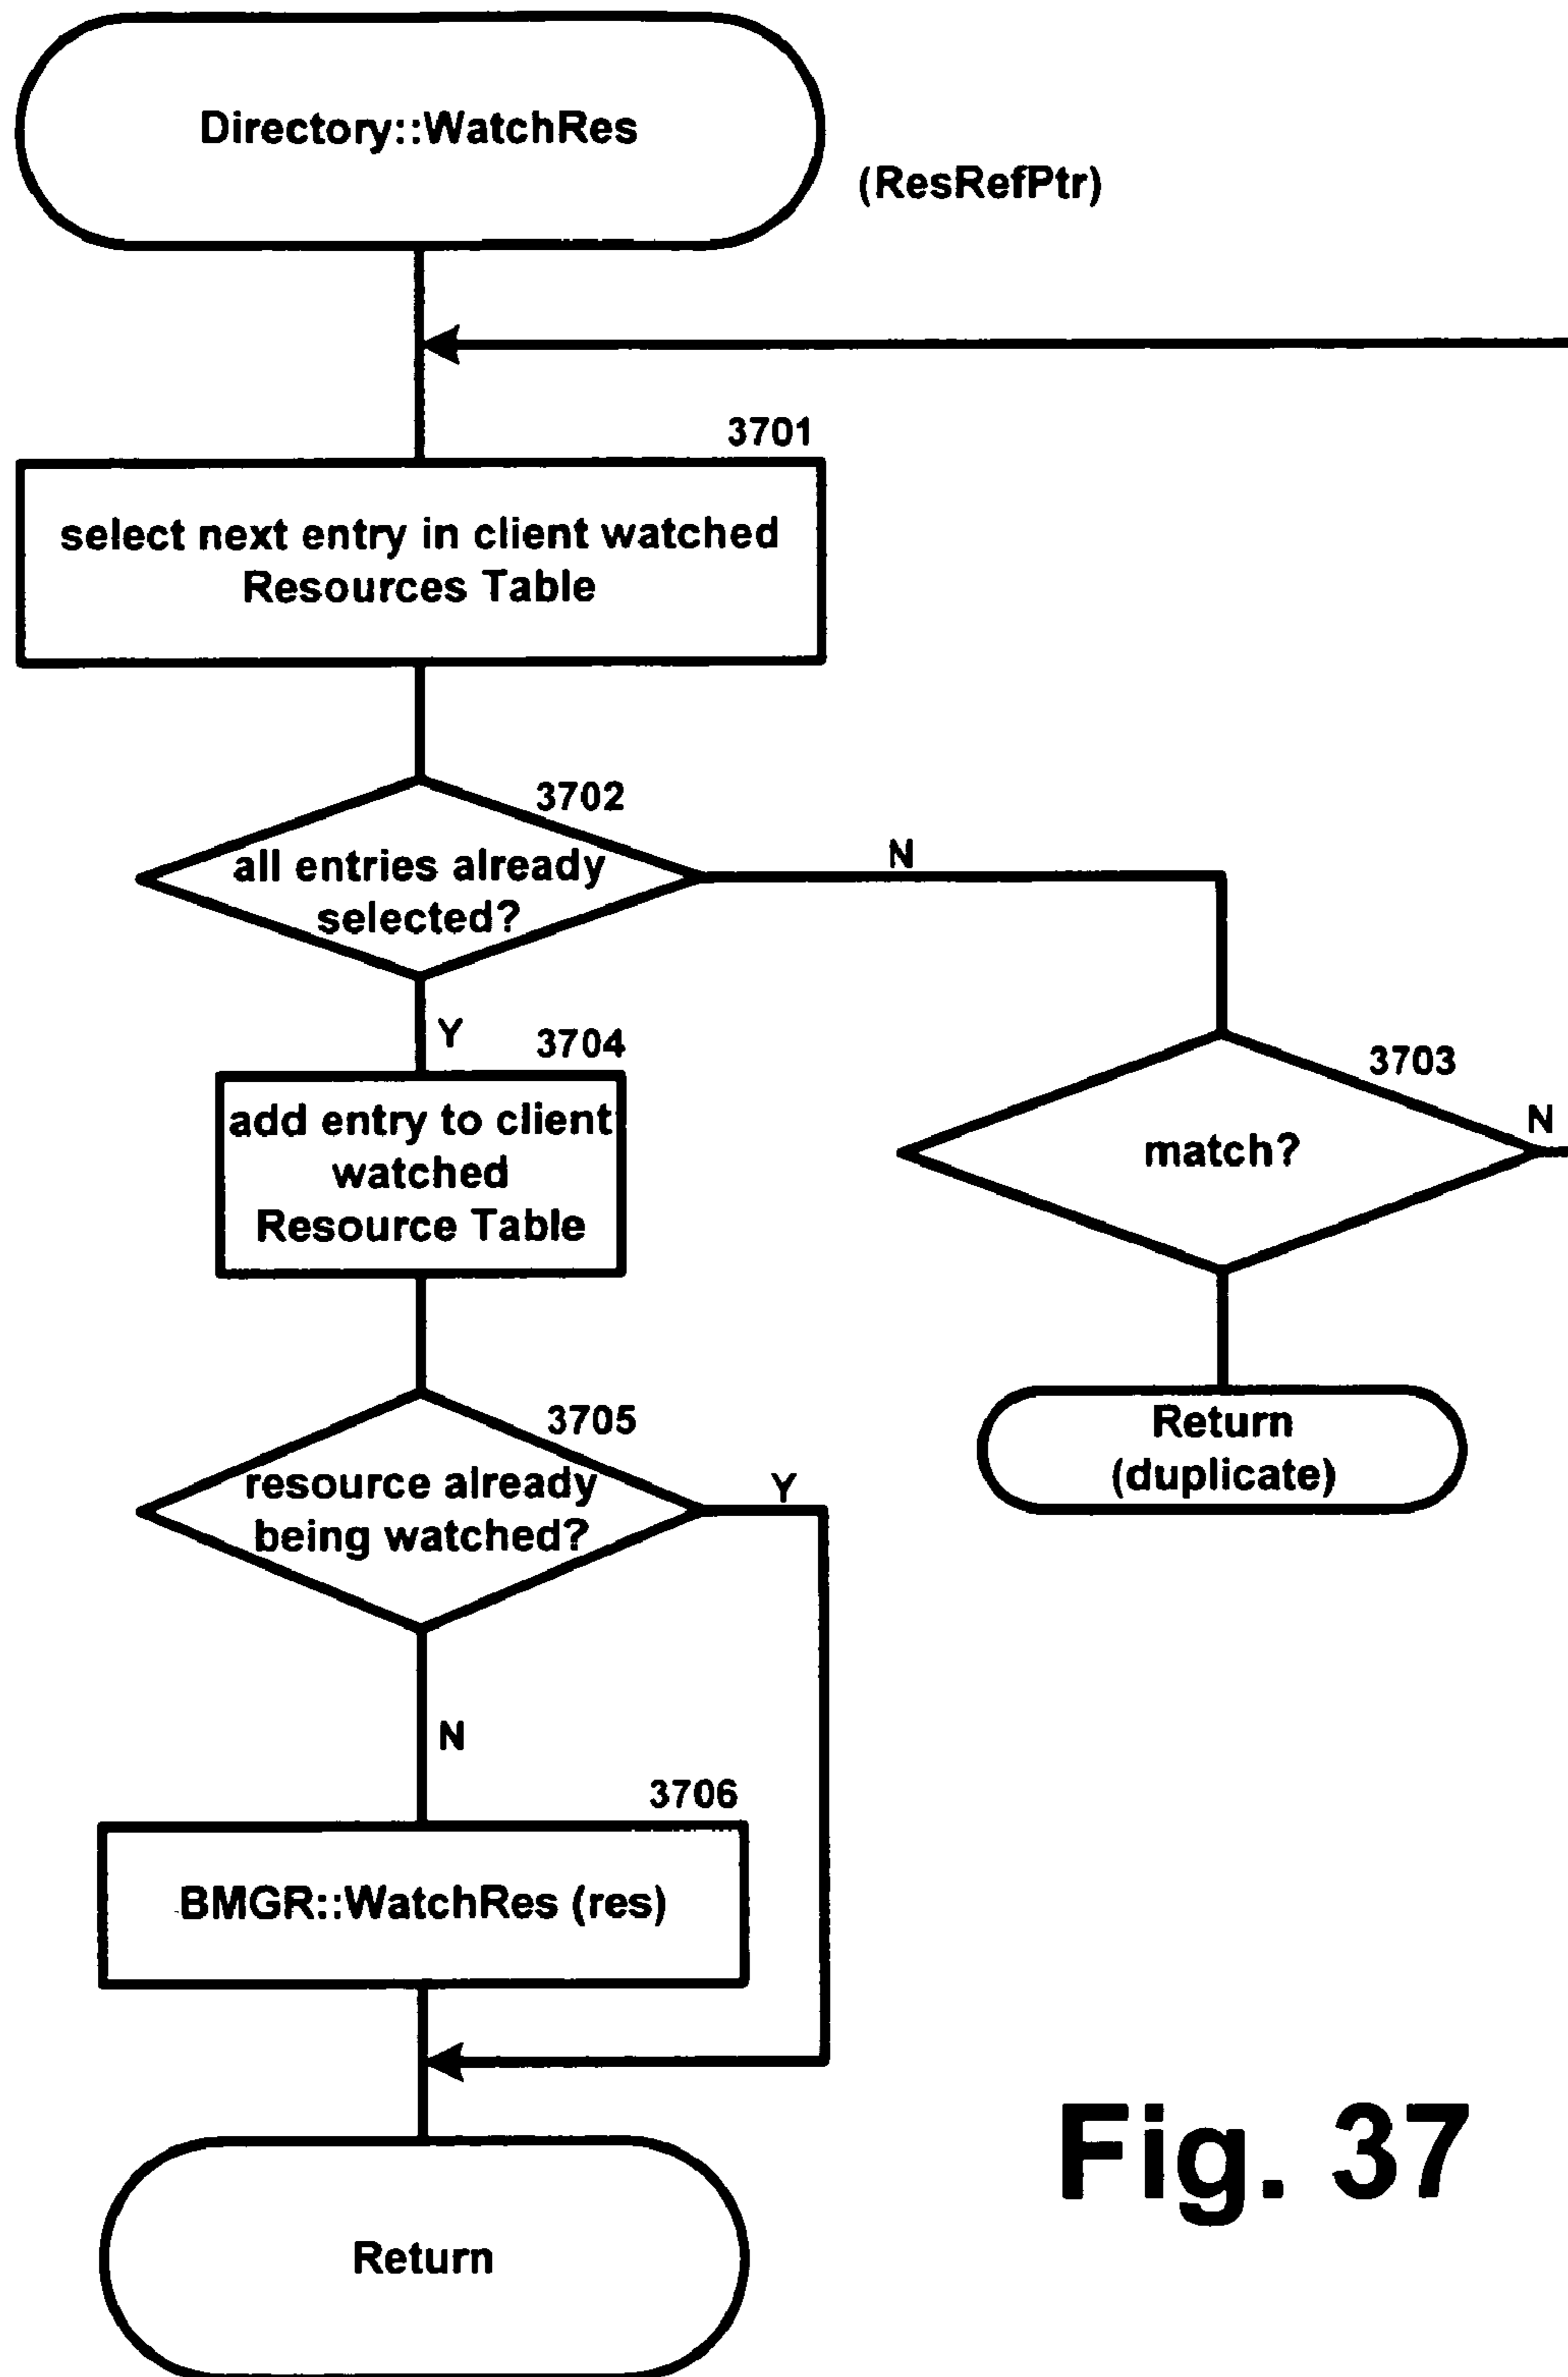 Directory::WatchRes
(ResRefPtr)
3701
select next entry in client watched
Resources Table
3702
all entries already
selected?
N
Y
3704
add entry to client
watched
Resource Table
3703
match?
N
Return
(duplicate)
3705
resource already
being watched?
Y
N
3706
BMGR::WatchRes (res)
Return
Fig. 37